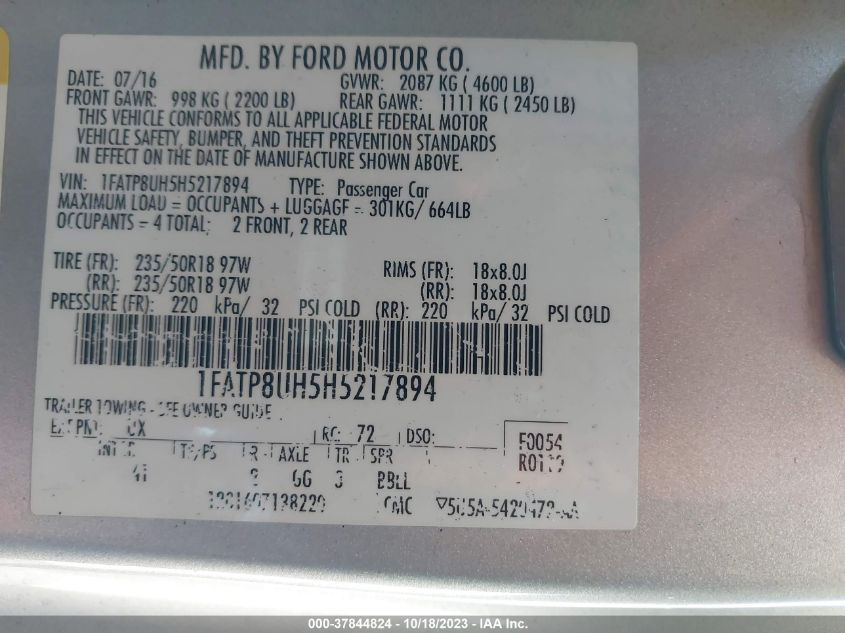 MFD. BY FORD MOTOR CO.
DATE: 07/16 GVWR: 2087 KG ( 4600 LB)
FRONT GAWR: 998 KG ( 2200 LB) REAR GAWR: 1111 KG ( 2450 LB)
THIS VEHICLE CONFORMS TO ALL APPLICABLE FEDERAL MOTOR
VEHICLE SAFETY, BUMPER, AND THEFT PREVENTION STANDARDS
IN EFFECT ON THE DATE OF MANUFACTURE SHOWN ABOVE.
VIN: 1FATP8UH5H5217894 TYPE: Passenger Car
MAXIMUM LOAD = OCCUPANTS + LUGGAGE = 301KG/ 664LB
OCCUPANTS = 4 TOTAL: 2 FRONT, 2 REAR
TIRE (FR): 235/50R18 97W RIMS (FR): 18x8.0J
(RR): 235/50R18 97W (RR): 18x8.0J
PRESSURE (FR): 220 kPa/ 32 PSI COLD (RR): 220 kPa/ 32 PSI COLD
1FATP8UH5H5217894
TRAILER TOWING - SEE OWNER GUIDE
EXT PNT: UX RC: 72 DSO: F0054
AXLE TR SPR
GG
CMC
000-37844824 - 10/18/2023 - IAA Inc.